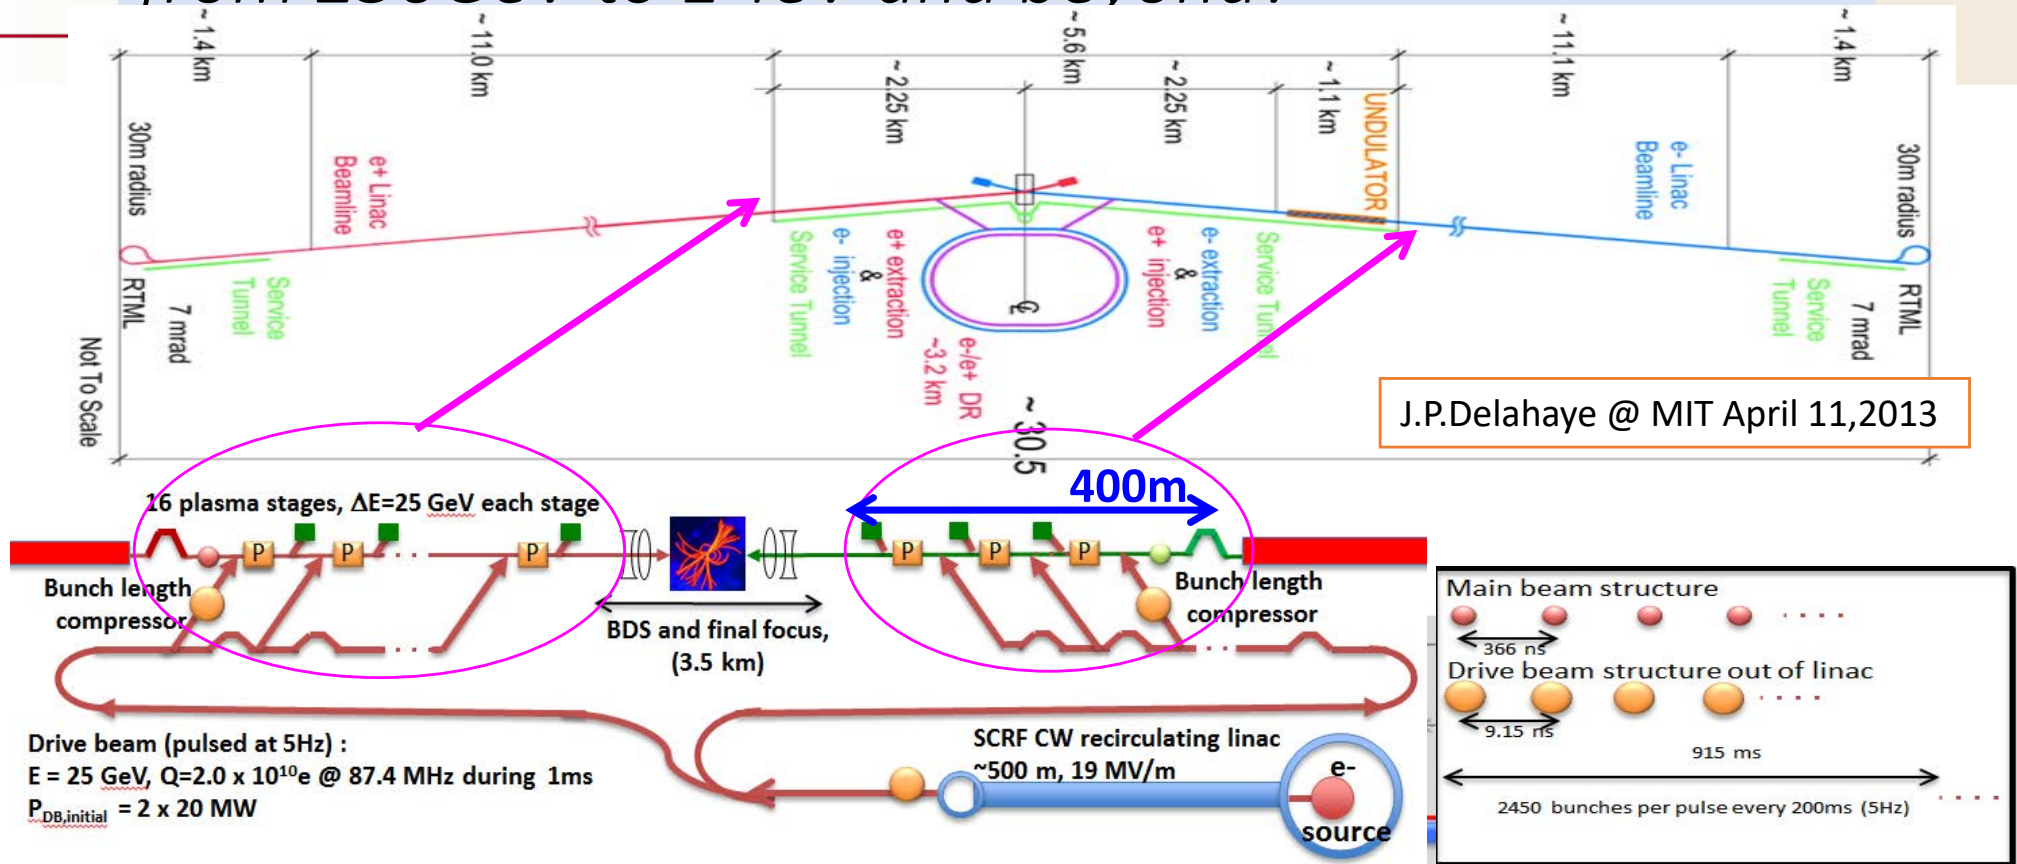 from 250GeV to 1 TeV and beyond?
~ 1.4 km
~ 11.0 km
~ 5.6 km
~ 11.1 km
~ 1.4 km
~ 2.25 km
~ 2.25 km
~ 1.1 km
UNDULATOR
30m radius
e+ Linac
Beamline
e- Linac
Beamline
30m radius
RTML
7 mrad
Service
Tunnel
Service Tunnel
e- injection
&
e+ extraction
℄
e+ injection
&
e- extraction
Service Tunnel
Service
Tunnel
7 mrad
RTML
e-/e+ DR
~3.2 km
Not To Scale
~ 30.5
J.P.Delahaye @ MIT April 11,2013
400m
16 plasma stages, ΔE=25 GeV each stage
P
P
P
P
P
P
Bunch length
compressor
Bunch length
compressor
BDS and final focus,
(3.5 km)
Drive beam (pulsed at 5Hz) :
E = 25 GeV, Q=2.0 x 10¹⁰e @ 87.4 MHz during 1ms
P_DB,initial = 2 x 20 MW
SCRF CW recirculating linac
~500 m, 19 MV/m
e-
source
Main beam structure
366 ns
Drive beam structure out of linac
9.15 ns
915 ms
2450 bunches per pulse every 200ms (5Hz)